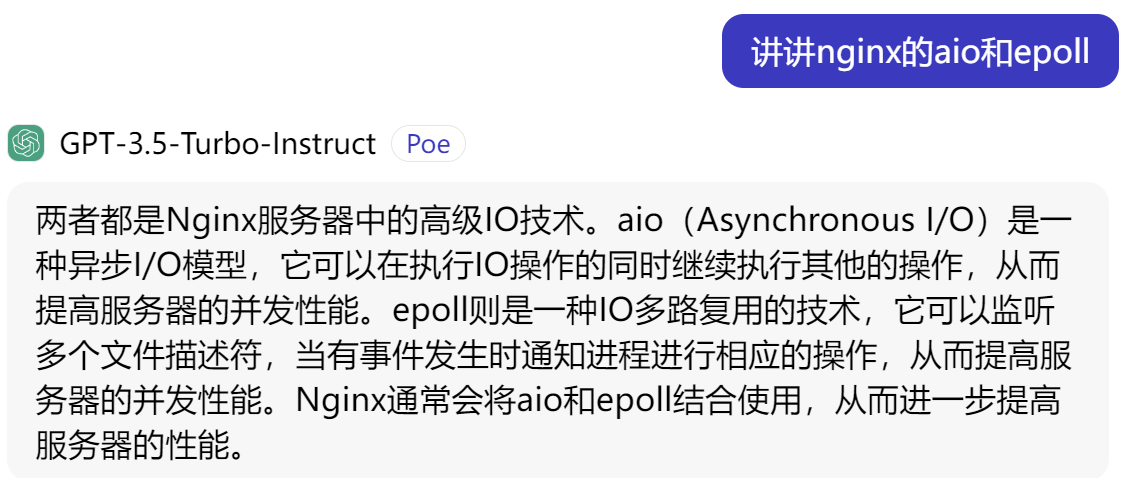 讲讲nginx的aio和epoll
GPT-3.5-Turbo-Instruct Poe
两者都是Nginx服务器中的高级IO技术。aio（Asynchronous I/O）是一
种异步I/O模型，它可以在执行IO操作的同时继续执行其他的操作，从而
提高服务器的并发性能。epoll则是一种IO多路复用的技术，它可以监听
多个文件描述符，当有事件发生时通知进程进行相应的操作，从而提高服
务器的并发性能。Nginx通常会将aio和epoll结合使用，从而进一步提高
服务器的性能。